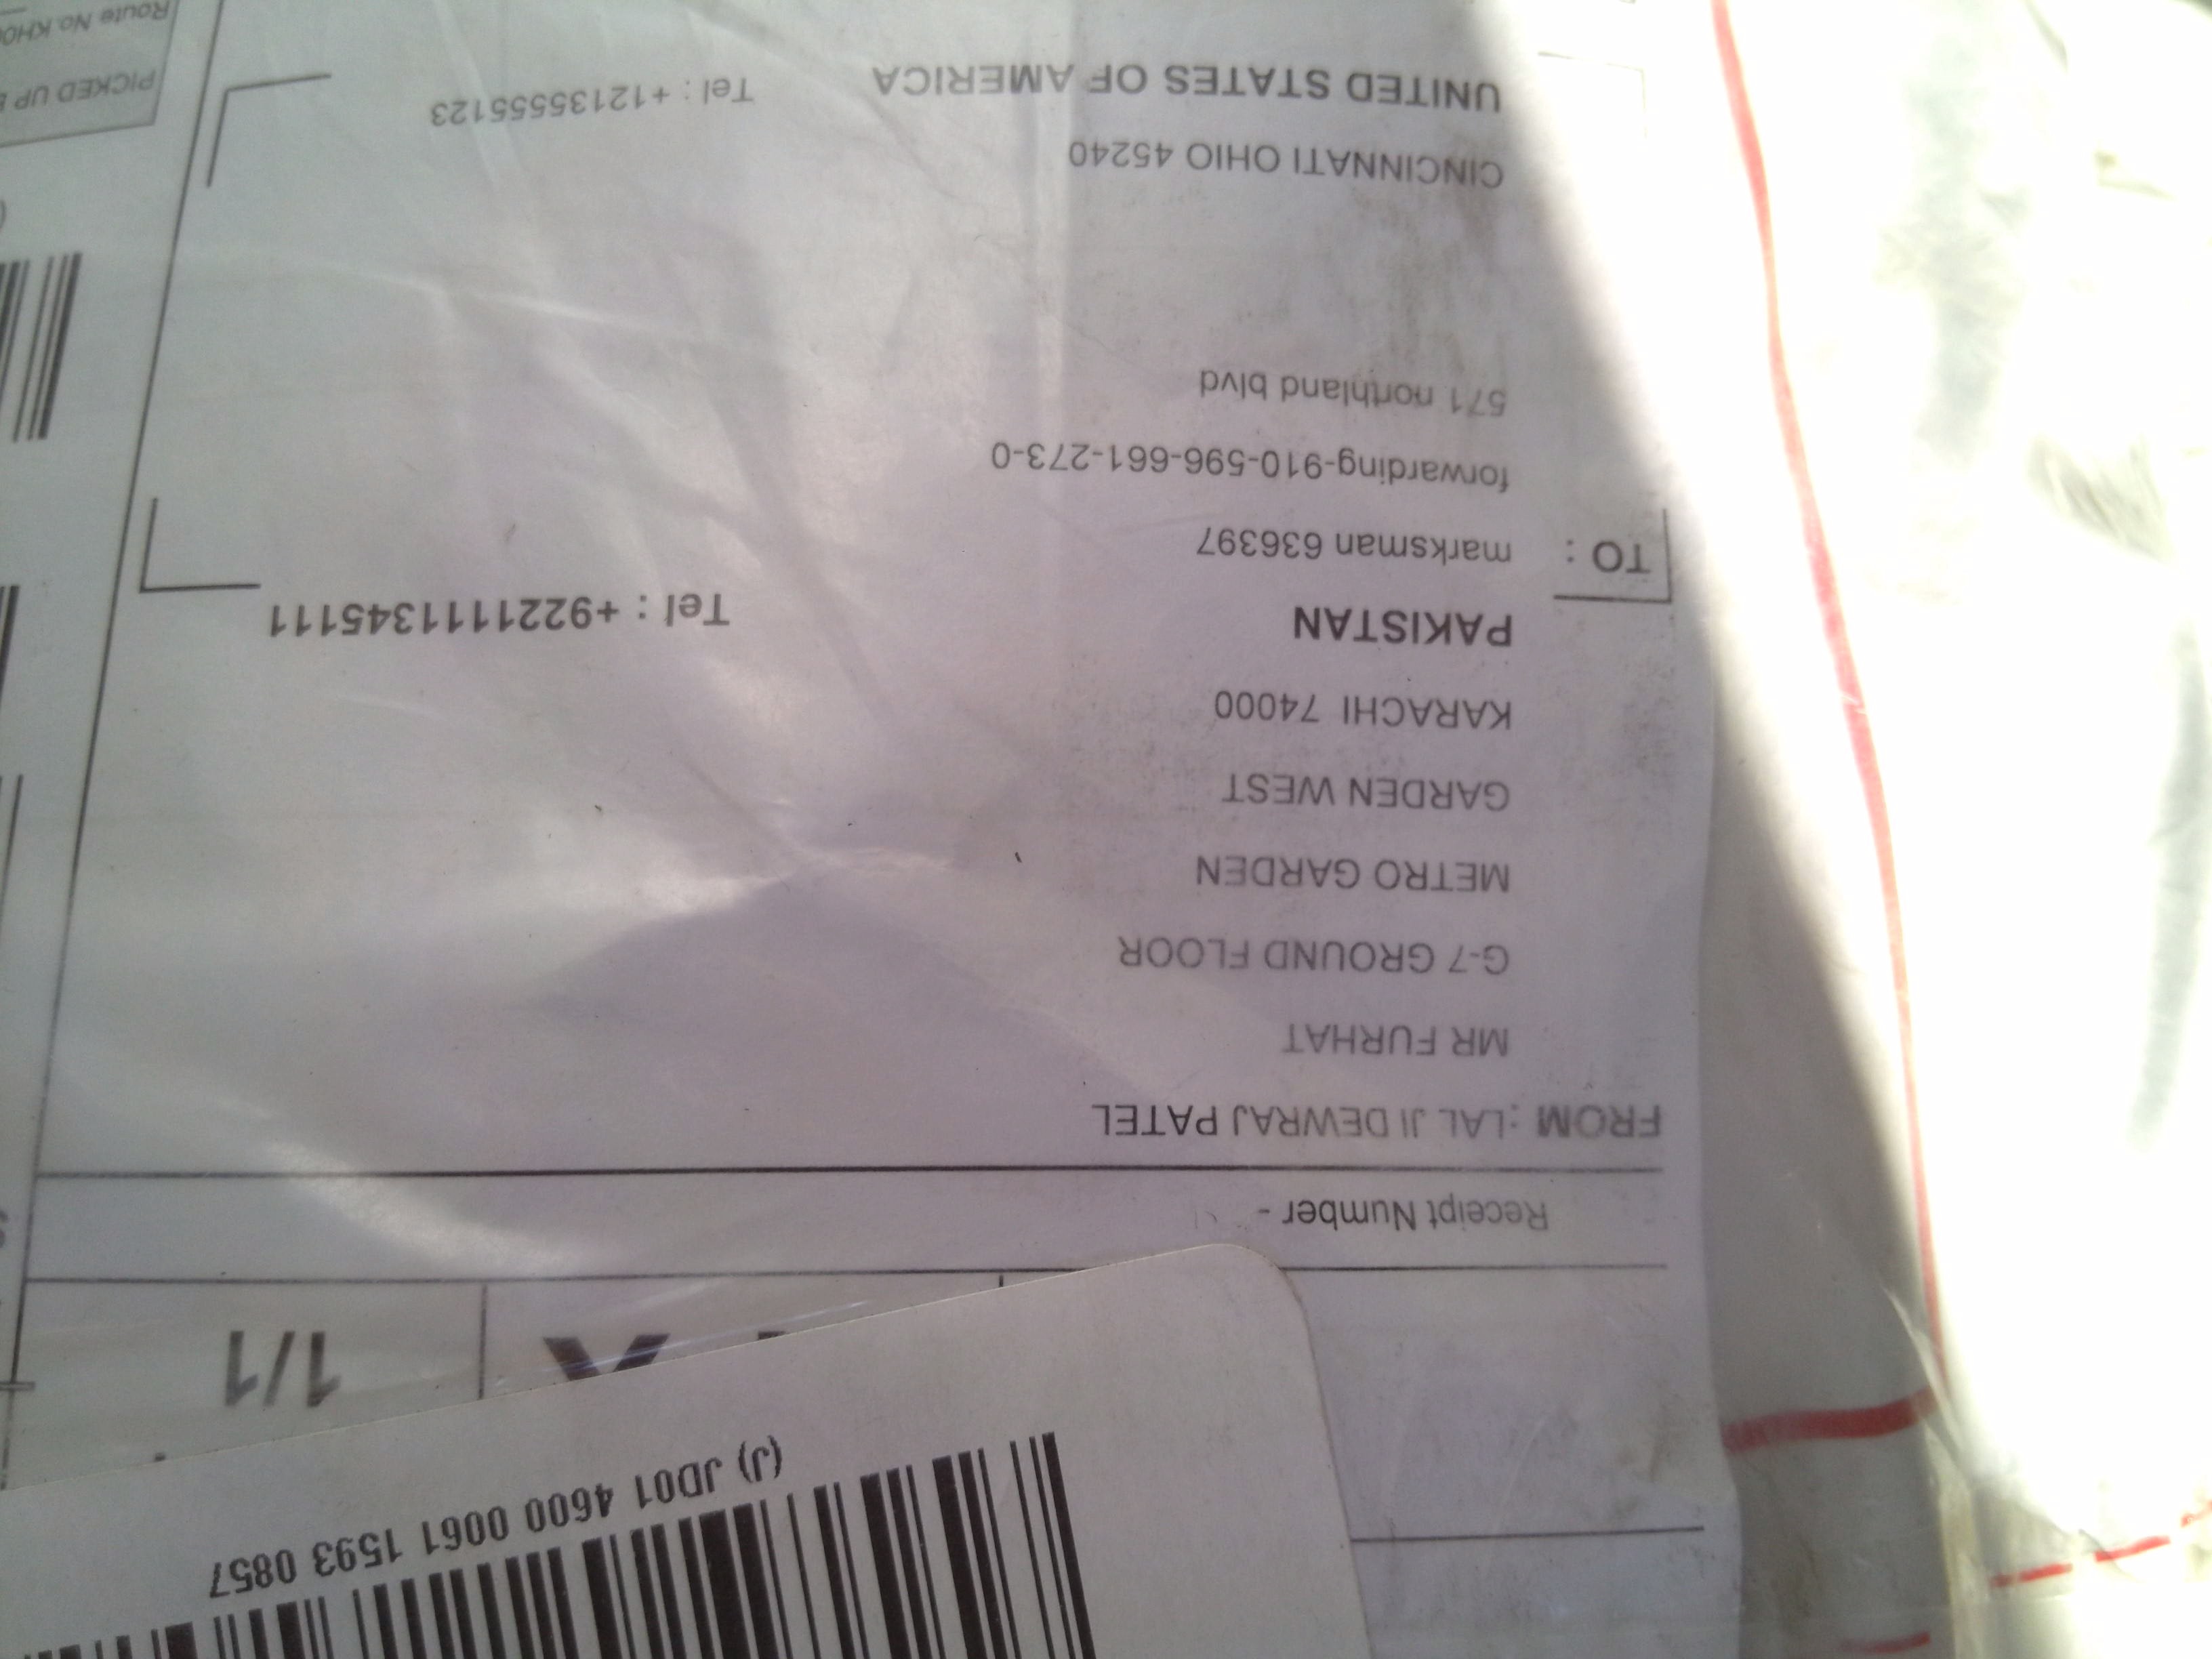 (J) JD01 4600 0061 1593 0857
1/1
Receipt Number -
FROM : LAL JI DEWRAJ PATEL
MR FURHAT
G-7 GROUND FLOOR
METRO GARDEN
GARDEN WEST
KARACHI 74000
PAKISTAN Tel : +9221111345111
TO : marksman 636397
forwarding-910-596-661-273-0
571 northland blvd
CINCINNATI OHIO 45240
UNITED STATES OF AMERICA Tel : +12135555123
PICKED UP
Route No.